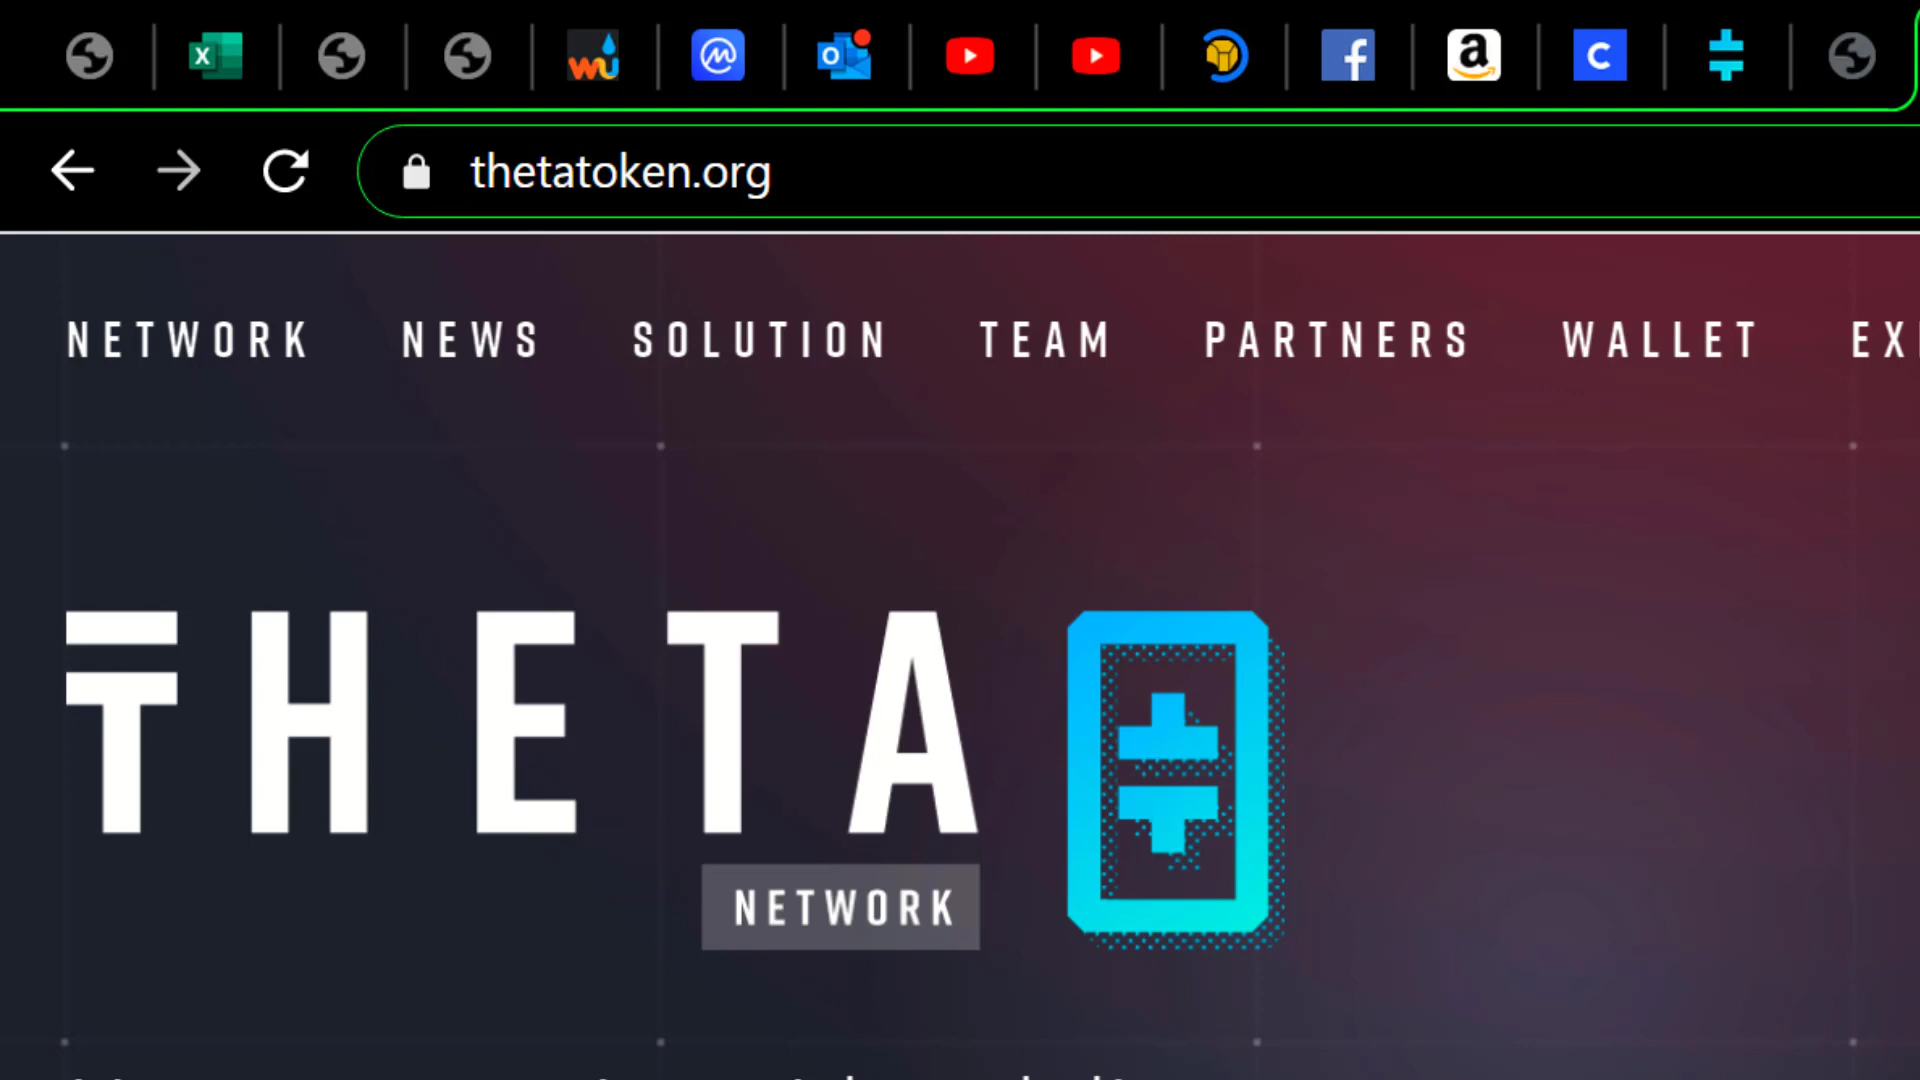 thetatoken.org
NETWORK NEWS SOLUTION TEAM PARTNERS WALLET
THETA
NETWORK